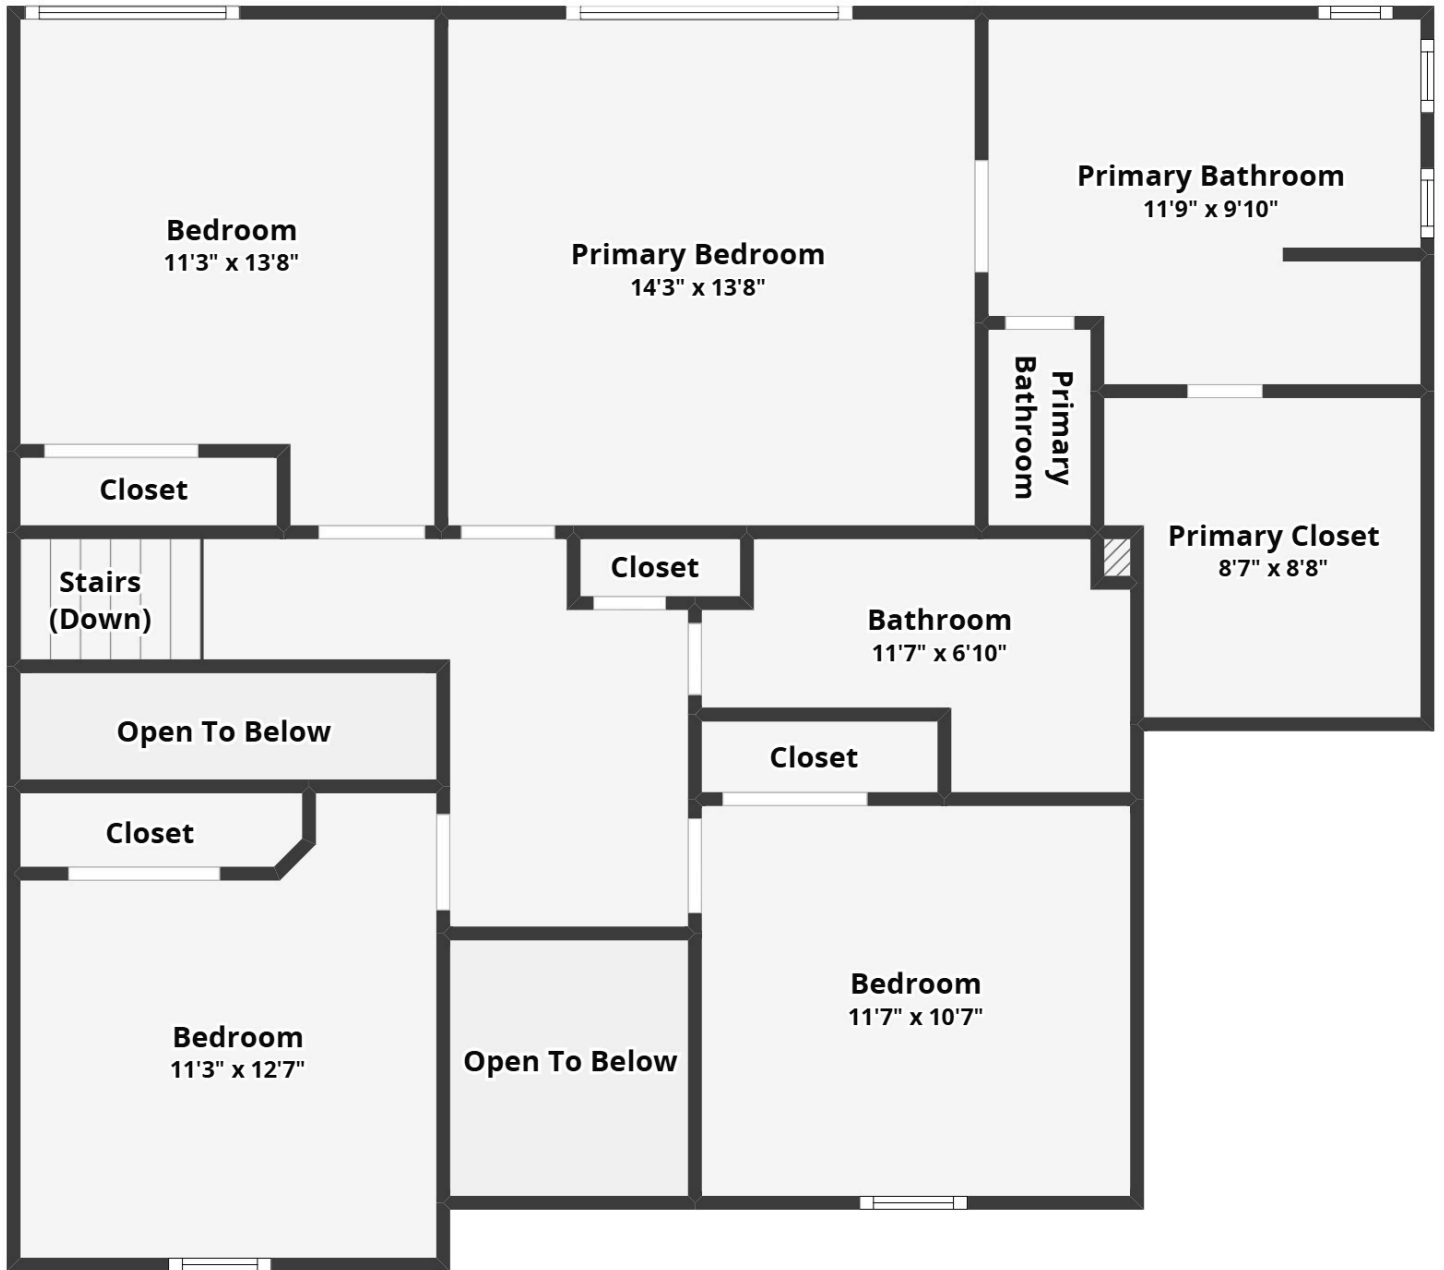 Bedroom
11'3" x 13'8"
Primary Bedroom
14'3" x 13'8"
Primary Bathroom
11'9" x 9'10"
Primary
Bathroom
Closet
Primary Closet
8'7" x 8'8"
Stairs
(Down)
Closet
Bathroom
11'7" x 6'10"
Open To Below
Closet
Closet
Bedroom
11'3" x 12'7"
Open To Below
Bedroom
11'7" x 10'7"